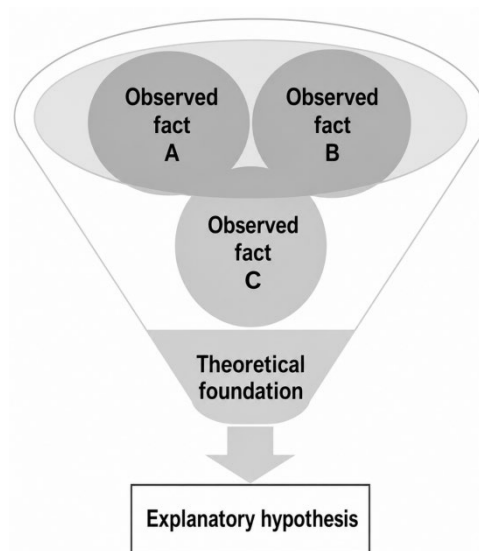 Observed
fact
A
Observed
fact
B
Observed
fact
C
Theoretical
foundation
Explanatory hypothesis